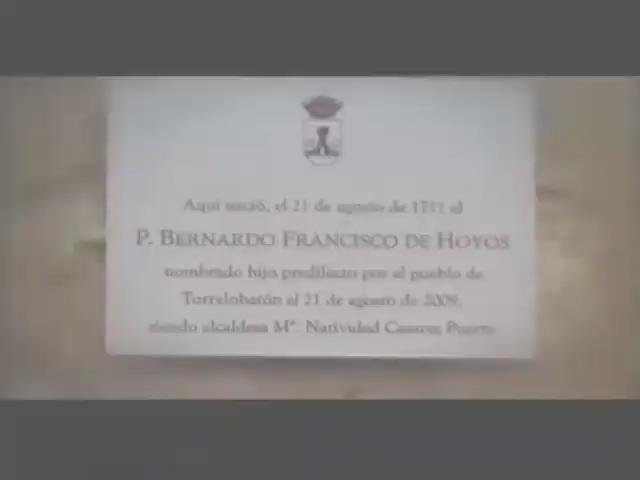 Aquí nació, el 21 de agosto de 1711 el
P. BERNARDO FRANCISCO DE HOYOS
nombrado hijo predilecto por el pueblo de
Torrelobatón el 21 de agosto de 2009,
siendo alcaldesa Mª. Natividad Casares Puerto